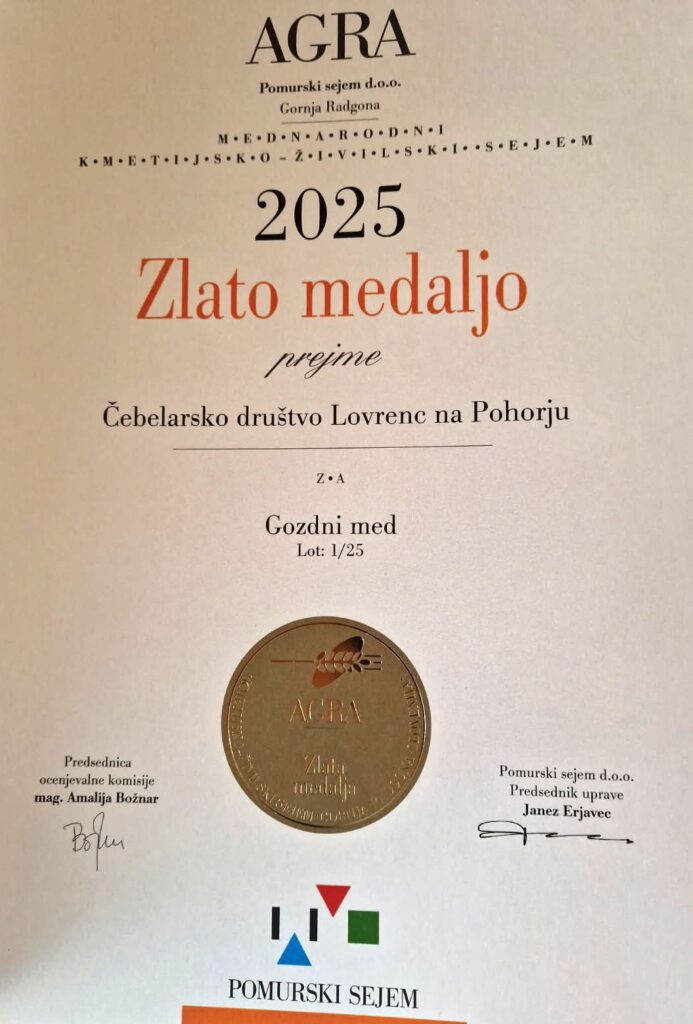 AGRA
Pomurski sejem d.o.o.
Gornja Radgona
M•E•D•N•A•R•O•D•N•I
K•M•E•T•I•J•S•K•O–Ž•I•V•I•L•S•K•I••S•E•J•E•M
2025
Zlato medaljo
prejme
Čebelarsko društvo Lovrenc na Pohorju
Z•A
Gozdni med
Lot: 1/25
AGRA
Zlata
medalja
Predsednica
ocenjevalne komisije
mag. Amalija Božnar
Pomurski sejem d.o.o.
Predsednik uprave
Janez Erjavec
POMURSKI SEJEM